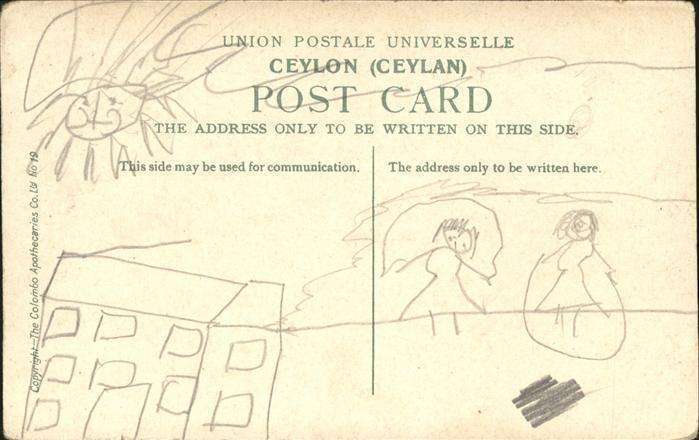 UNION POSTALE UNIVERSELLE
CEYLON (CEYLAN)
POST CARD
THE ADDRESS ONLY TO BE WRITTEN ON THIS SIDE.
This side may be used for communication.
The address only to be written here.
Copyright—The Colombo Apothecaries Co. Ltd No 19